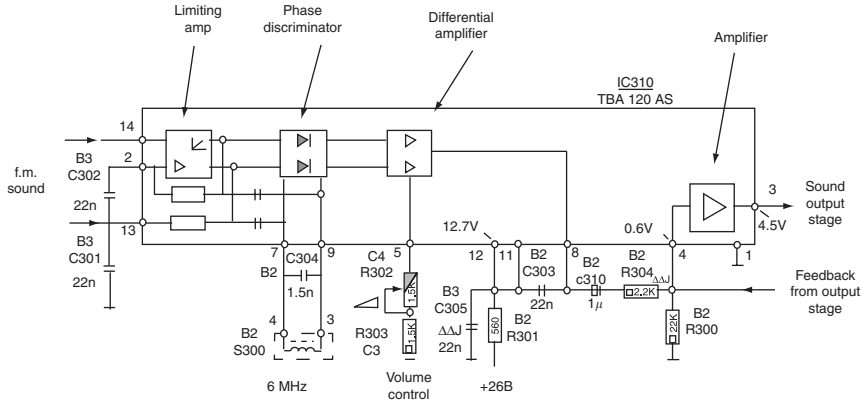 Limiting
amp
Phase
discriminator
Differential
amplifier
Amplifier
IC310
TBA 120 AS
14
2
13
f.m.
sound
B3
C302
22n
B3
C301
22n
3
Sound
output
stage
4.5V
12.7V
0.6V
7
9
5
12
11
8
4
1
C304
B2
1.5n
C4
R302
1.5K
R303
C3
1.5K
B2
C303
22n
B3
C305
ΔΔJ
22n
560
B2
R301
B2
c310
1μ
B2
R304
ΔΔJ
2.2K
22K
B2
R300
Feedback
from output
stage
4
3
B2
S300
6 MHz
Volume
control
+26B